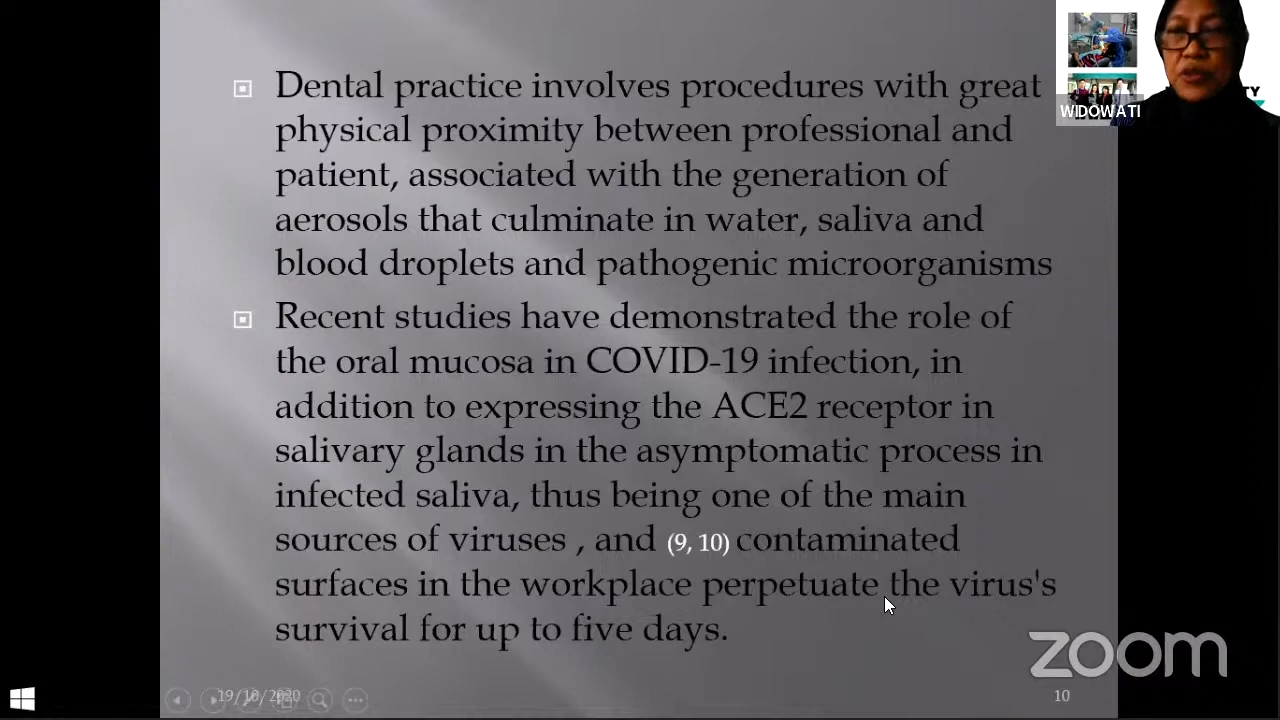 Dental practice involves procedures with great
physical proximity between professional and
patient, associated with the generation of
aerosols that culminate in water, saliva and
blood droplets and pathogenic microorganisms
Recent studies have demonstrated the role of
the oral mucosa in COVID-19 infection, in
addition to expressing the ACE2 receptor in
salivary glands in the asymptomatic process in
infected saliva, thus being one of the main
sources of viruses , and (9, 10) contaminated
surfaces in the workplace perpetuate the virus's
survival for up to five days.
19/10/2020
10
WIDOWATI
zoom